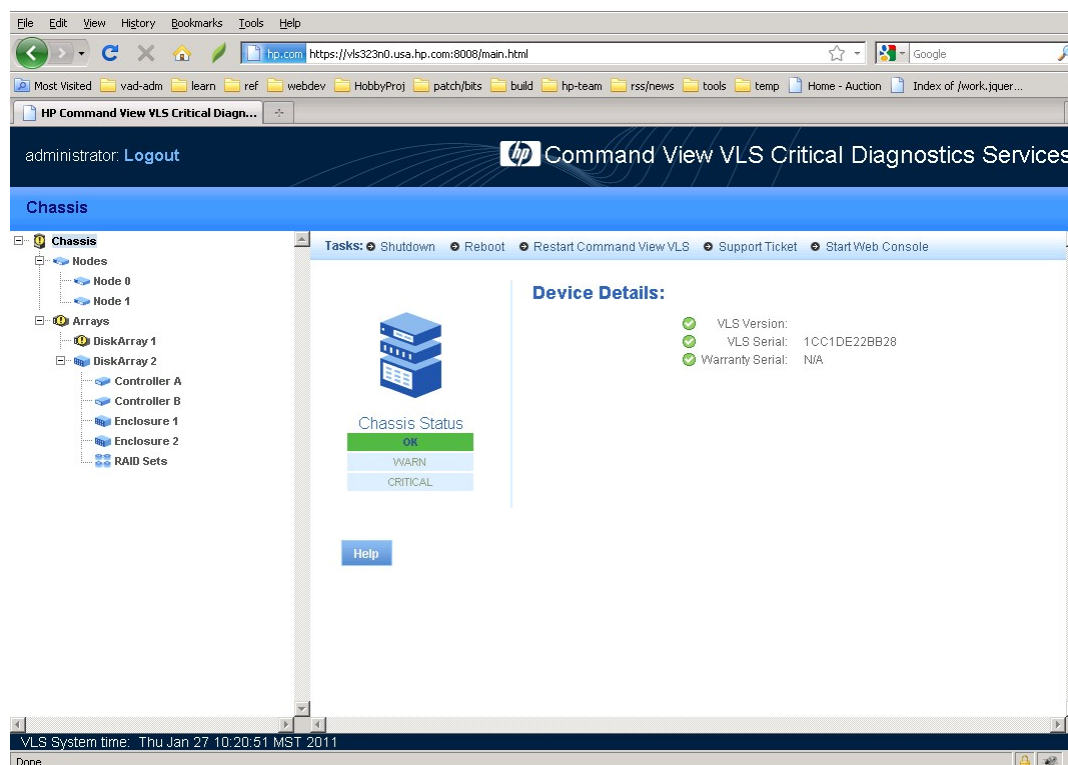 File Edit View History Bookmarks Tools Help
hp.com https://vls323n0.usa.hp.com:8008/main.html Google
Most Visited vad-adm learn ref webdev HobbyProj patch/bits build hp-team rss/news tools temp Home - Auction Index of /work.jquer...
HP Command View VLS Critical Diagn...
administrator: Logout
hp Command View VLS Critical Diagnostics Services
Chassis
Chassis
Nodes
Node 0
Node 1
Arrays
DiskArray 1
DiskArray 2
Controller A
Controller B
Enclosure 1
Enclosure 2
RAID Sets
Tasks: Shutdown Reboot Restart Command View VLS Support Ticket Start Web Console
Device Details:
VLS Version:
VLS Serial: 1CC1DE22BB28
Warranty Serial: N/A
Chassis Status
OK
WARN
CRITICAL
Help
VLS System time: Thu Jan 27 10:20:51 MST 2011
Done